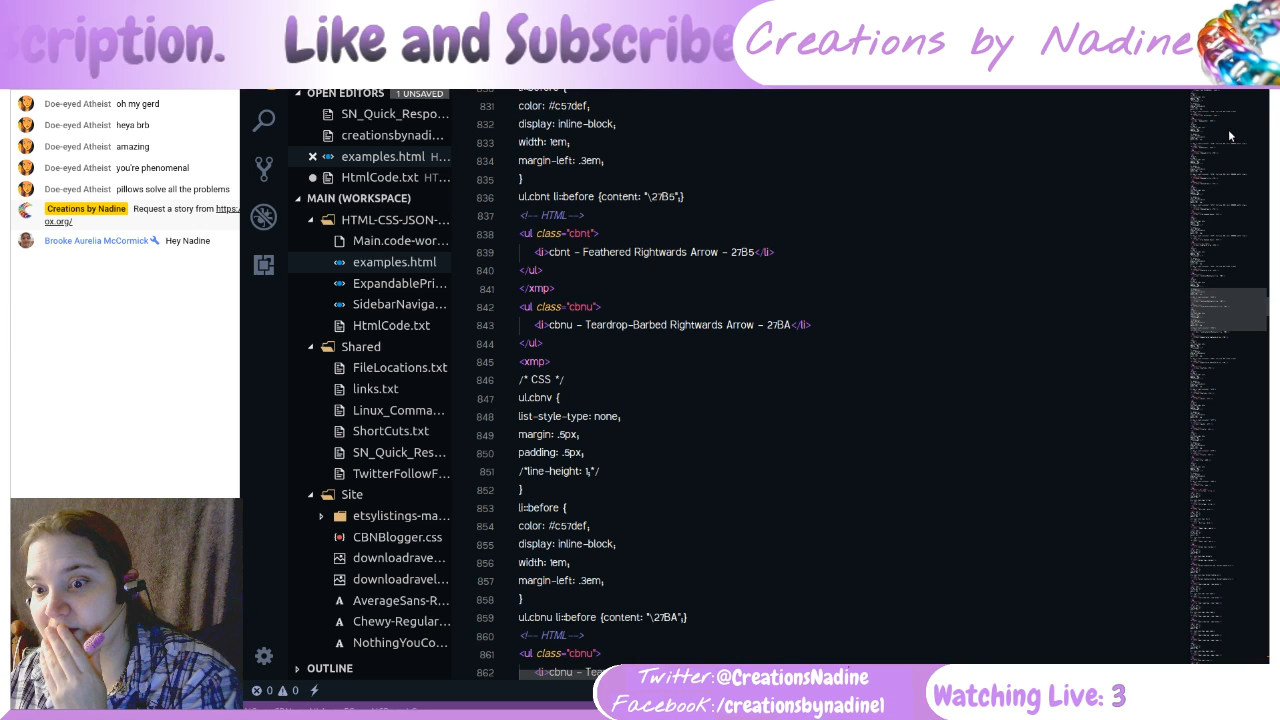 scription.    Like and Subscribe
Creations by Nadine
Doe-eyed Atheist oh my gerd
Doe-eyed Atheist heya brb
Doe-eyed Atheist amazing
Doe-eyed Atheist you're phenomenal
Doe-eyed Atheist pillows solve all the problems
Creations by Nadine Request a story from https:/
ox.org/
Brooke Aurelia McCormick Hey Nadine
OPEN EDITORS 1 UNSAVED
SN_Quick_Respo...
creationsbynadi...
examples.html H...
HtmlCode.txt HT...
MAIN (WORKSPACE)
HTML-CSS-JSON-...
Main.code-wor...
examples.html
ExpandablePri...
SidebarNaviga...
HtmlCode.txt
Shared
FileLocations.txt
links.txt
Linux_Comma...
ShortCuts.txt
SN_Quick_Res...
TwitterFollowF...
Site
etsylistings-ma...
CBNBlogger.css
downloadrave...
downloadravel...
AverageSans-R...
Chewy-Regular...
NothingYouCo...
OUTLINE
0 0
831 color: #c57def;
832 display: inline-block;
833 width: 1em;
834 margin-left: .3em;
835 }
836 ul.cbnt li::before {content: "\27B5";}
837 <!-- HTML-->
838 <ul class="cbnt">
839 <li>cbnt - Feathered Rightwards Arrow - 27B5</li>
840 </ul>
841 </xmp>
842 <ul class="cbnu">
843 <li>cbnu - Teardrop-Barbed Rightwards Arrow - 27BA</li>
844 </ul>
845 <xmp>
846 /* CSS */
847 ul.cbnv {
848 list-style-type: none;
849 margin: .5px;
850 padding: .5px;
851 /*line-height: 1;*/
852 }
853 li::before {
854 color: #c57def;
855 display: inline-block;
856 width: 1em;
857 margin-left: .3em;
858 }
859 ul.cbnu li::before {content: "\27BA";}
860 <!-- HTML-->
861 <ul class="cbnu">
862 <li>cbnu - Tea
Twitter:@CreationsNadine
Facebook:/creationsbynadine1
Watching Live: 3